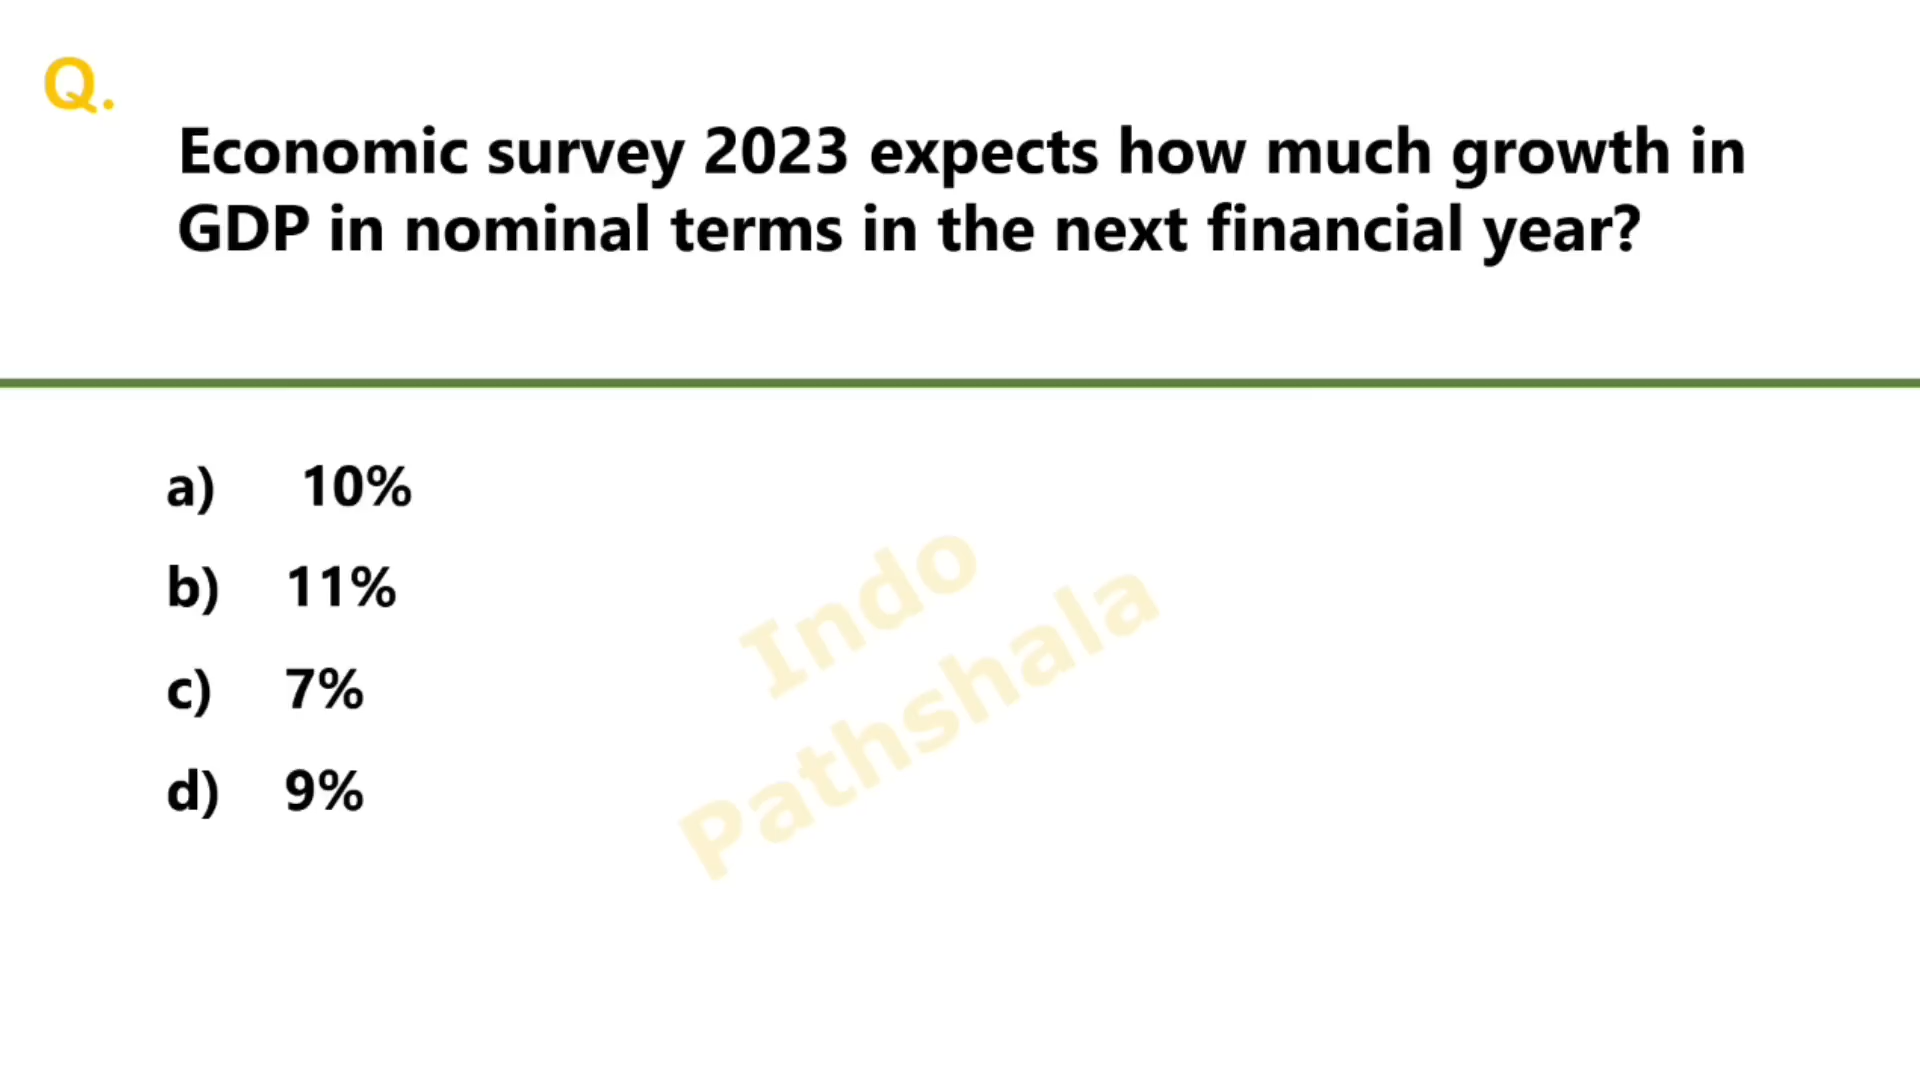 Q.
Economic survey 2023 expects how much growth in
GDP in nominal terms in the next financial year?
a) 10%
b) 11%
c) 7%
d) 9%
Indo
Pathshala